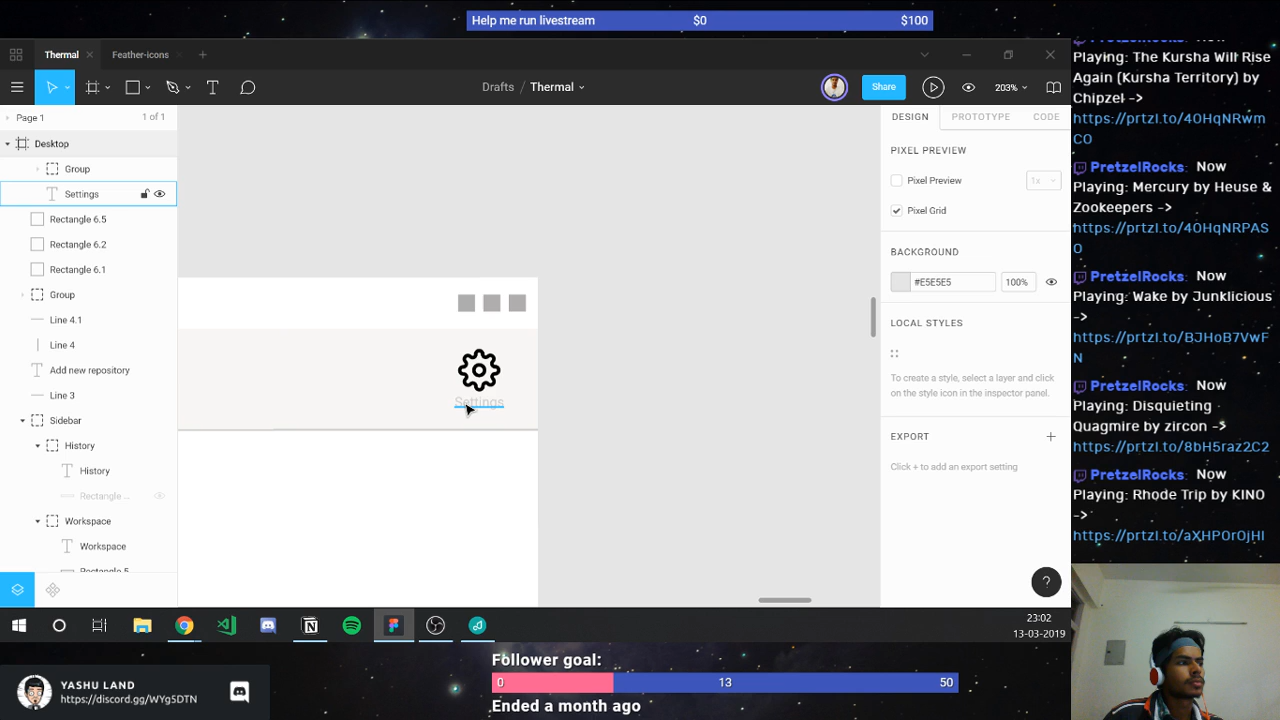 Help me run livestream $0 $100
Thermal
Feather-icons
Drafts / Thermal
Share
203%
Page 1
1 of 1
Desktop
Group
Settings
Rectangle 6.5
Rectangle 6.2
Rectangle 6.1
Group
Line 4.1
Line 4
Add new repository
Line 3
Sidebar
History
History
Rectangle ...
Workspace
Workspace
Rectangle 5
Settings
DESIGN
PROTOTYPE
CODE
PIXEL PREVIEW
Pixel Preview
1x
Pixel Grid
BACKGROUND
#E5E5E5
100%
LOCAL STYLES
To create a style, select a layer and click
on the style icon in the inspector panel.
EXPORT
Click + to add an export setting
?
23:02
13-03-2019
Playing: The Kursha Will Rise
Again (Kursha Territory) by
Chipzel ->
https://prtzl.to/40HqNRwm
CO
PretzelRocks: Now
Playing: Mercury by Heuse &
Zookeepers ->
https://prtzl.to/40HqNRPAS
O
PretzelRocks: Now
Playing: Wake by Junklicious
->
https://prtzl.to/BJHoB7VwF
N
PretzelRocks: Now
Playing: Disquieting
Quagmire by zircon ->
https://prtzl.to/8bH5raz2C2
PretzelRocks: Now
Playing: Rhode Trip by KINO
->
https://prtzl.to/aXHP0r0jHI
YASHU LAND
https://discord.gg/WYg5DTN
Follower goal:
0 13 50
Ended a month ago